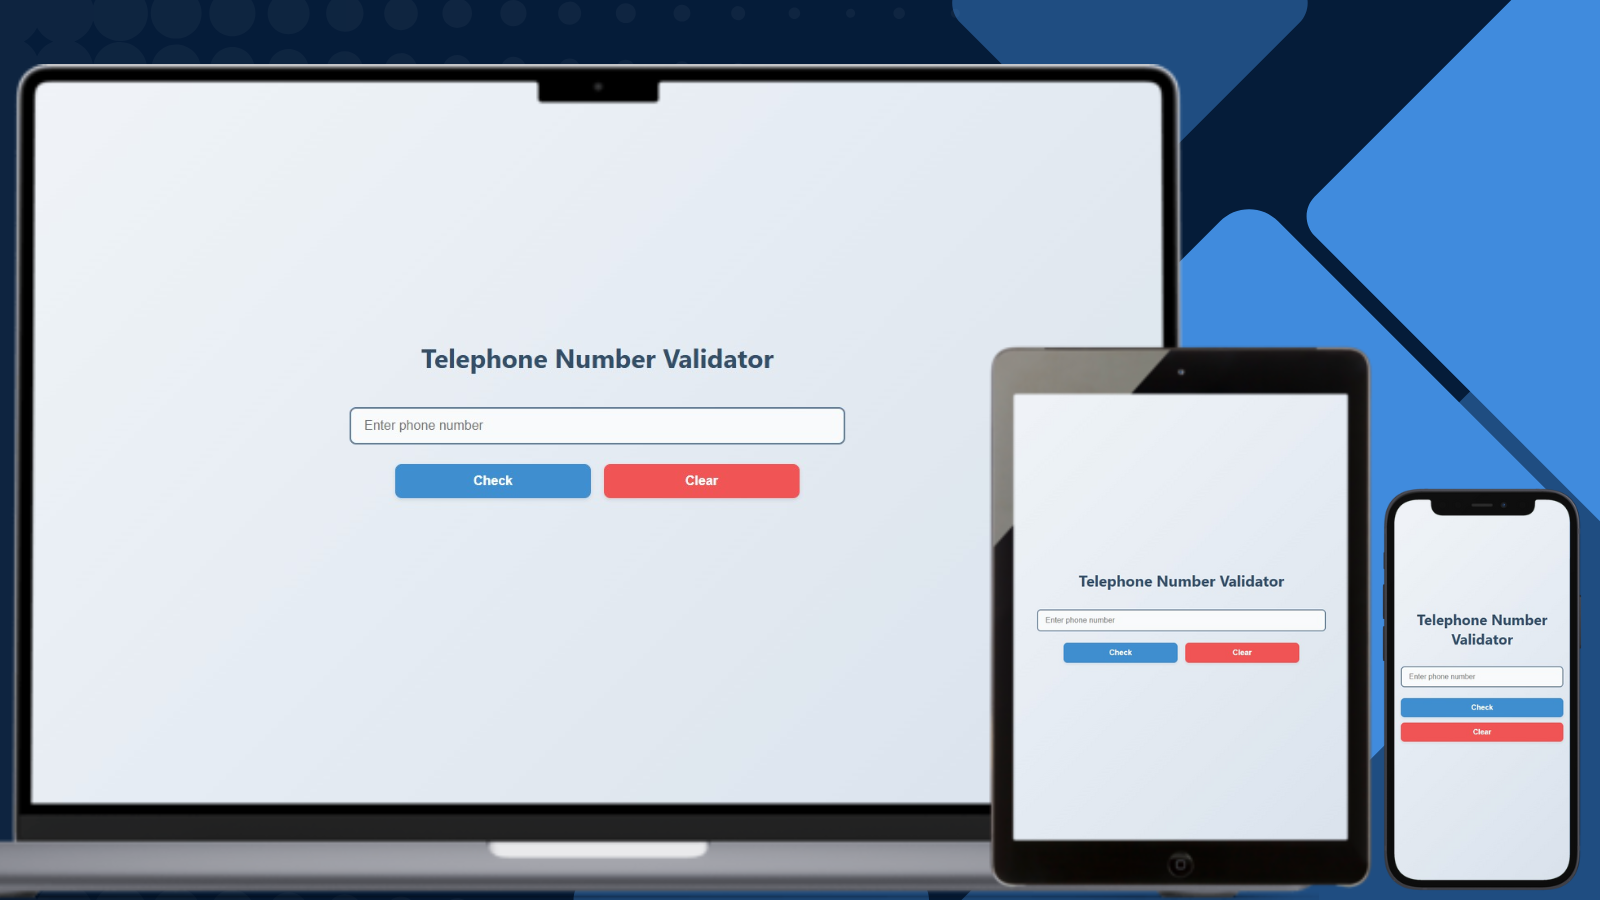 Telephone Number Validator
Enter phone number
Check
Clear
Telephone Number Validator
Enter phone number
Check
Clear
Telephone Number
Validator
Enter phone number
Check
Clear